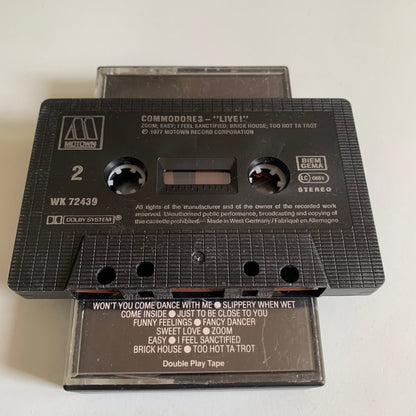 MOTOWN
COMMODORES – "LIVE!"
ZOOM; EASY; I FEEL SANCTIFIED; BRICK HOUSE; TOO HOT TA TROT
℗ 1977 MOTOWN RECORD CORPORATION
2
WK 72439
BIEM
GEMA
LC 0681
STEREO
DOLBY SYSTEM
All rights of the manufacturer and of the owner of the recorded work
reserved. Unauthorised public performance, broadcasting and copying of
this cassette prohibited. – Made in West Germany / Fabriqué en Allemagne
WON'T YOU COME DANCE WITH ME ● SLIPPERY WHEN WET
COME INSIDE ● JUST TO BE CLOSE TO YOU
FUNNY FEELINGS ● FANCY DANCER
SWEET LOVE ● ZOOM
EASY ● I FEEL SANCTIFIED
BRICK HOUSE ● TOO HOT TA TROT
Double Play Tape